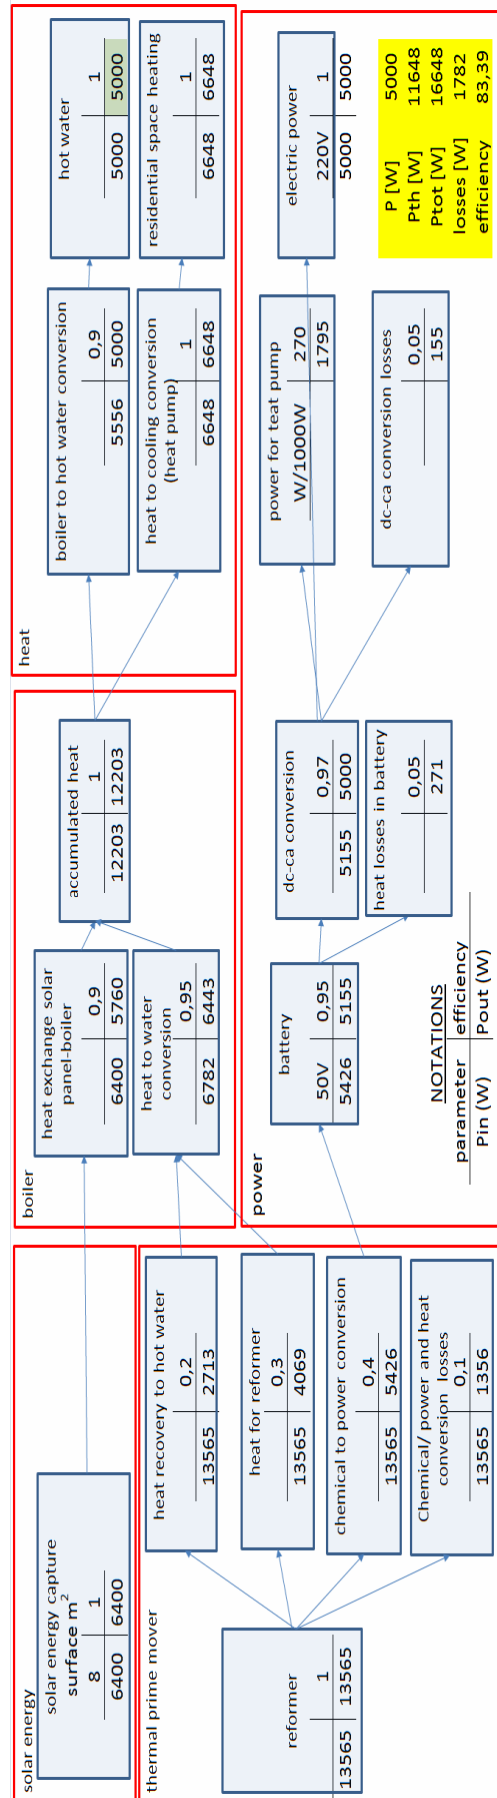 solar energy
solar energy capture
surface m²
8 1
6400 6400
thermal prime mover
reformer
1
13565 13565
heat recovery to hot water
0,2
13565 2713
heat for reformer
0,3
13565 4069
chemical to power conversion
0,4
13565 5426
Chemical/ power and heat
conversion losses
0,1
13565 1356
boiler
heat exchange solar
panel-boiler
0,9
6400 5760
heat to water
conversion
0,95
6782 6443
accumulated heat
1
12203 12203
heat
boiler to hot water conversion
0,9
5556 5000
heat to cooling conversion
(heat pump)
1
6648 6648
hot water
1
5000 5000
residential space heating
1
6648 6648
power
battery
50V 0,95
5426 5155
dc-ca conversion
0,97
5155 5000
heat losses in battery
0,05
271
power for teat pump
W/1000W 270
1795
dc-ca conversion losses
0,05
155
electric power
220V 1
5000 5000
NOTATIONS
parameter efficiency
Pin (W) Pout (W)
P [W] 5000
Pth [W] 11648
Ptot [W] 16648
losses [W] 1782
efficiency 83,39